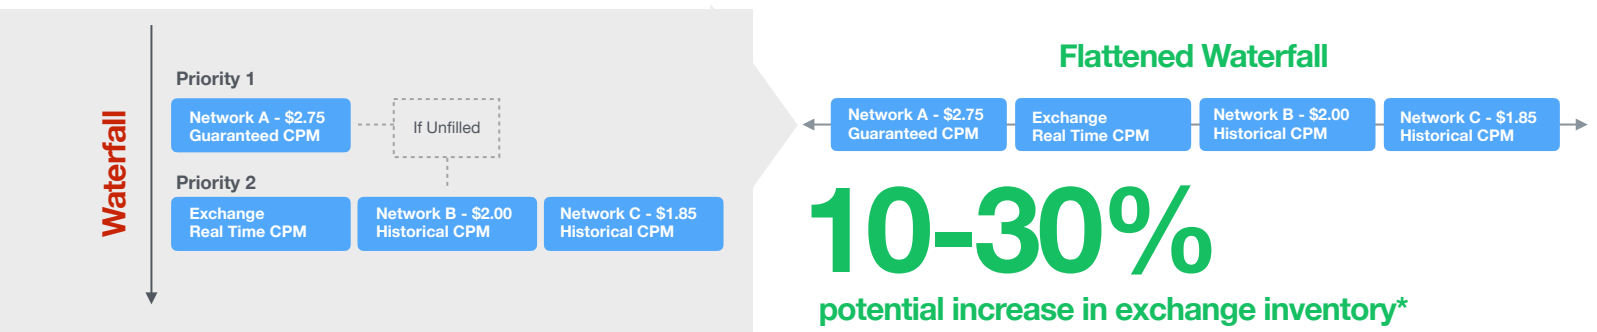 Waterfall
Priority 1
Network A - $2.75
Guaranteed CPM
If Unfilled
Priority 2
Exchange
Real Time CPM
Network B - $2.00
Historical CPM
Network C - $1.85
Historical CPM
Flattened Waterfall
Network A - $2.75
Guaranteed CPM
Exchange
Real Time CPM
Network B - $2.00
Historical CPM
Network C - $1.85
Historical CPM
10-30%
potential increase in exchange inventory*